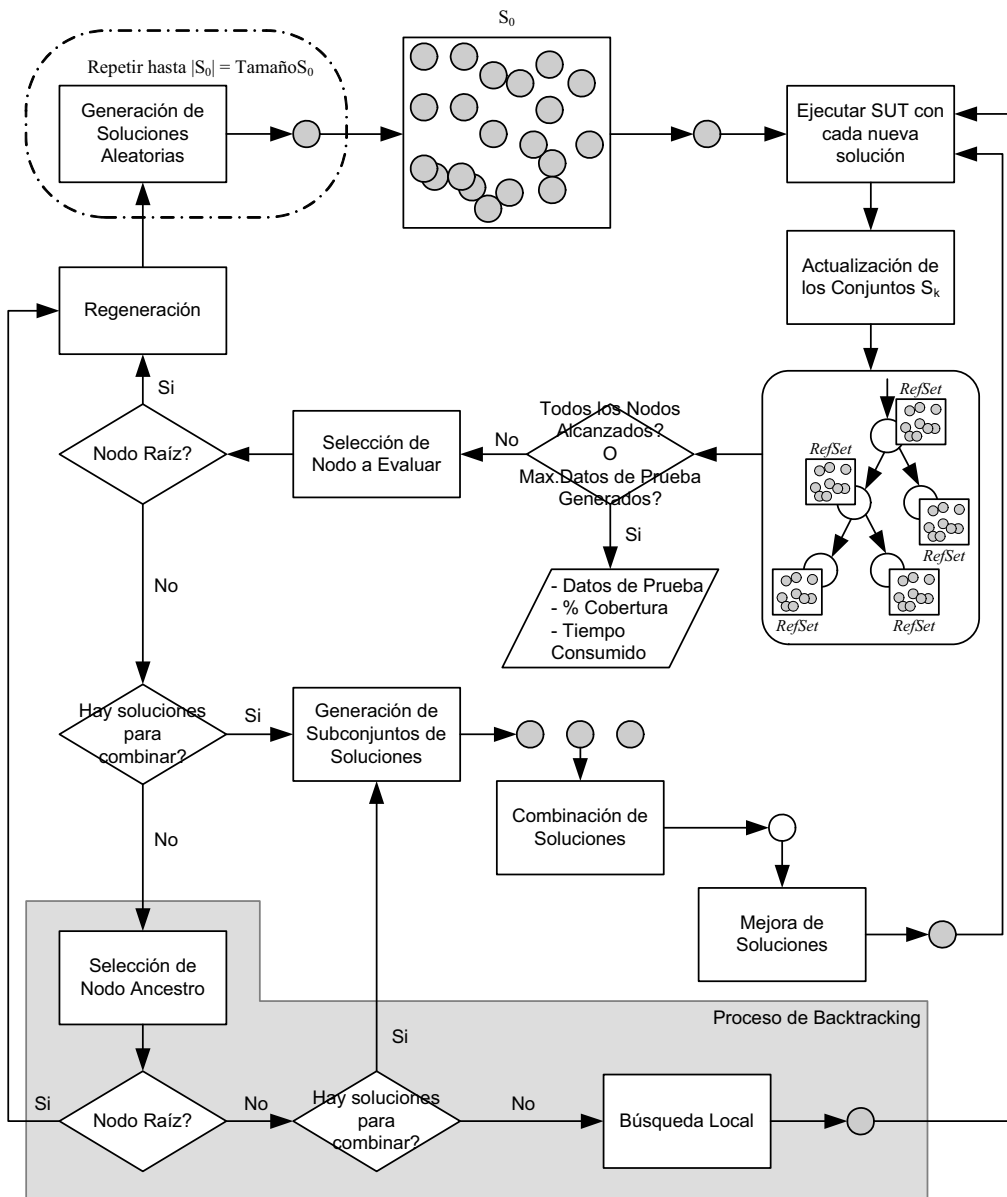 S₀
Repetir hasta |S₀| = TamañoS₀
Generación de
Soluciones
Aleatorias
Ejecutar SUT con
cada nueva
solución
Actualización de
los Conjuntos Sₖ
Regeneración
Si
RefSet
RefSet
RefSet
RefSet
RefSet
Todos los Nodos
Alcanzados?
O
Max.Datos de Prueba
Generados?
No
Selección de
Nodo a Evaluar
Nodo Raíz?
Si
- Datos de Prueba
- % Cobertura
- Tiempo
Consumido
No
Hay soluciones
para
combinar?
Si
Generación de
Subconjuntos de
Soluciones
Combinación de
Soluciones
No
Mejora de
Soluciones
Selección de
Nodo Ancestro
Proceso de Backtracking
Si
Si
Nodo Raíz?
No
Hay soluciones
para
combinar?
No
Búsqueda Local